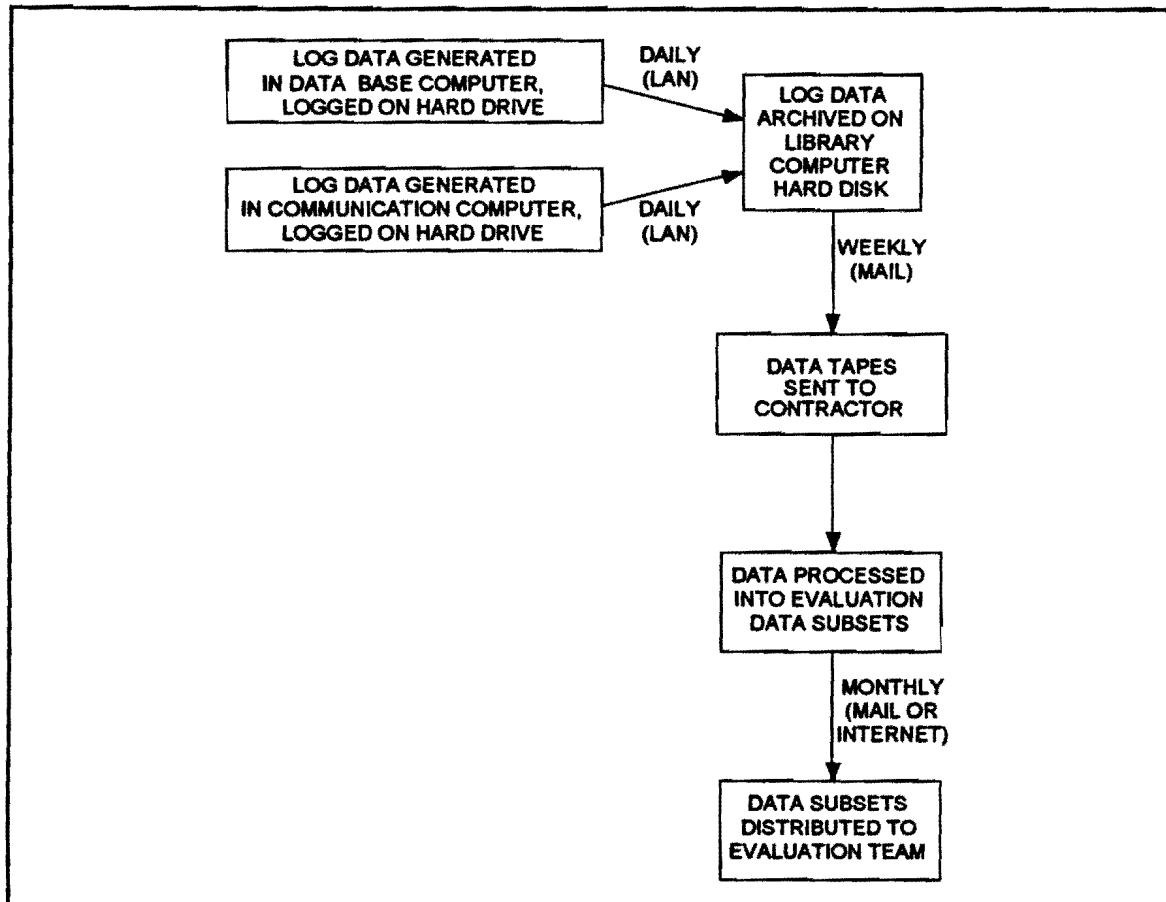 LOG DATA GENERATED
IN DATA BASE COMPUTER,
LOGGED ON HARD DRIVE
DAILY
(LAN)
LOG DATA
ARCHIVED ON
LIBRARY
COMPUTER
HARD DISK
LOG DATA GENERATED
IN COMMUNICATION COMPUTER,
LOGGED ON HARD DRIVE
DAILY
(LAN)
WEEKLY
(MAIL)
DATA TAPES
SENT TO
CONTRACTOR
DATA PROCESSED
INTO EVALUATION
DATA SUBSETS
MONTHLY
(MAIL OR
INTERNET)
DATA SUBSETS
DISTRIBUTED TO
EVALUATION TEAM